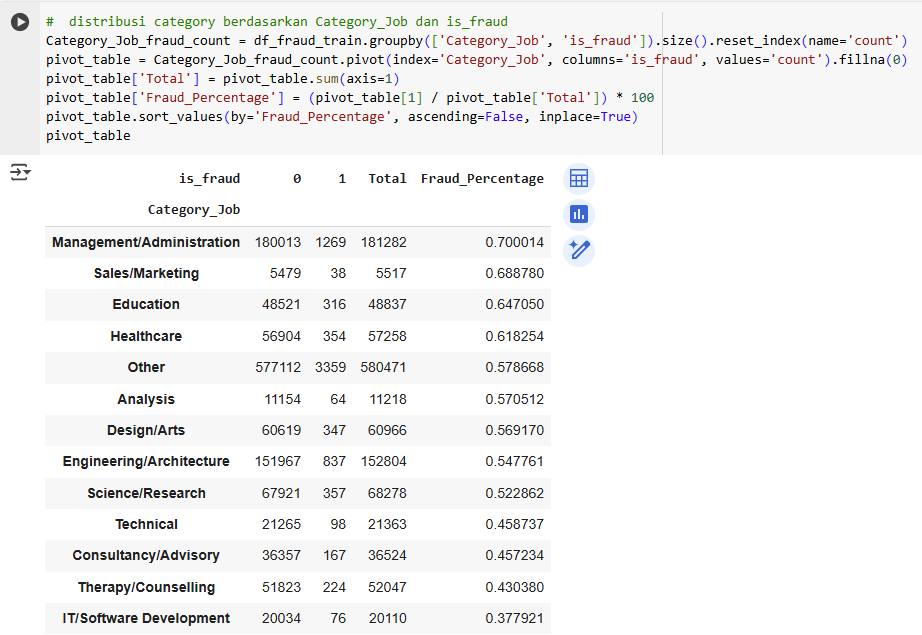 #  distribusi category berdasarkan Category_Job dan is_fraud
Category_Job_fraud_count = df_fraud_train.groupby(['Category_Job', 'is_fraud']).size().reset_index(name='count')
pivot_table = Category_Job_fraud_count.pivot(index='Category_Job', columns='is_fraud', values='count').fillna(0)
pivot_table['Total'] = pivot_table.sum(axis=1)
pivot_table['Fraud_Percentage'] = (pivot_table[1] / pivot_table['Total']) * 100
pivot_table.sort_values(by='Fraud_Percentage', ascending=False, inplace=True)
pivot_table
is_fraud 0 1 Total Fraud_Percentage
Category_Job
Management/Administration 180013 1269 181282 0.700014
Sales/Marketing 5479 38 5517 0.688780
Education 48521 316 48837 0.647050
Healthcare 56904 354 57258 0.618254
Other 577112 3359 580471 0.578668
Analysis 11154 64 11218 0.570512
Design/Arts 60619 347 60966 0.569170
Engineering/Architecture 151967 837 152804 0.547761
Science/Research 67921 357 68278 0.522862
Technical 21265 98 21363 0.458737
Consultancy/Advisory 36357 167 36524 0.457234
Therapy/Counselling 51823 224 52047 0.430380
IT/Software Development 20034 76 20110 0.377921